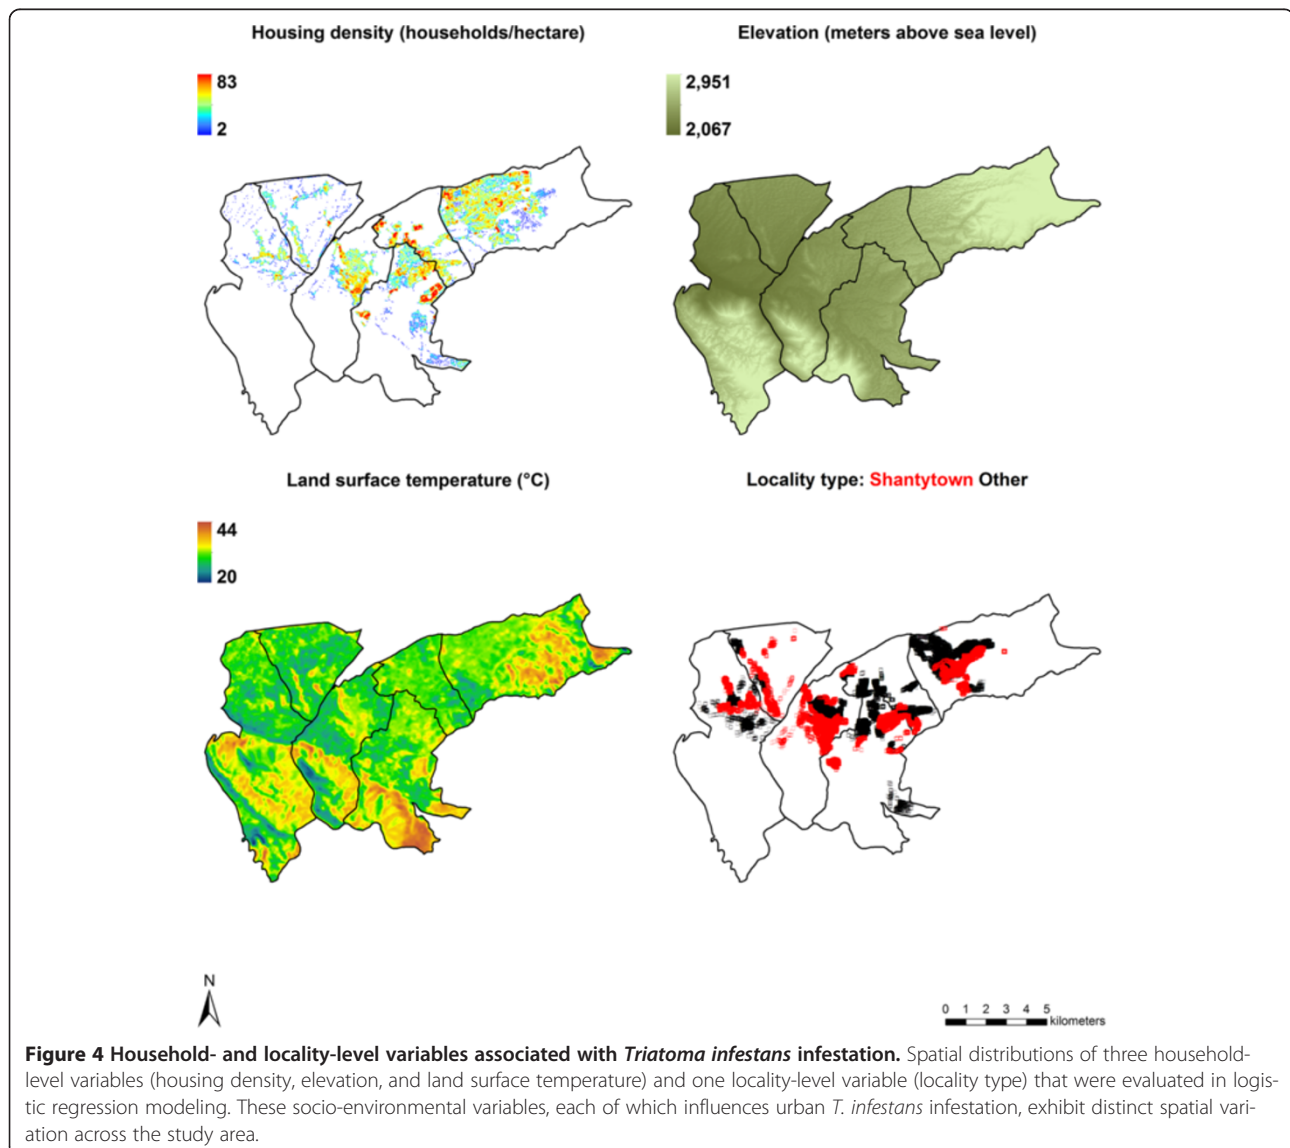 Housing density (households/hectare)
Elevation (meters above sea level)
83
2
2,951
2,067
Land surface temperature (°C)
Locality type: Shantytown Other
44
20
N
0 1 2 3 4 5
kilometers
Figure 4 Household- and locality-level variables associated with Triatoma infestans infestation. Spatial distributions of three household-
level variables (housing density, elevation, and land surface temperature) and one locality-level variable (locality type) that were evaluated in logis-
tic regression modeling. These socio-environmental variables, each of which influences urban T. infestans infestation, exhibit distinct spatial vari-
ation across the study area.